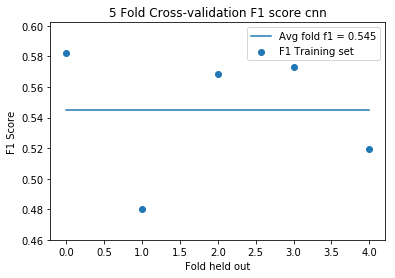 5 Fold Cross-validation F1 score cnn
Avg fold f1 = 0.545
F1 Training set
F1 Score
0.60
0.58
0.56
0.54
0.52
0.50
0.48
0.46
0.0 0.5 1.0 1.5 2.0 2.5 3.0 3.5 4.0
Fold held out